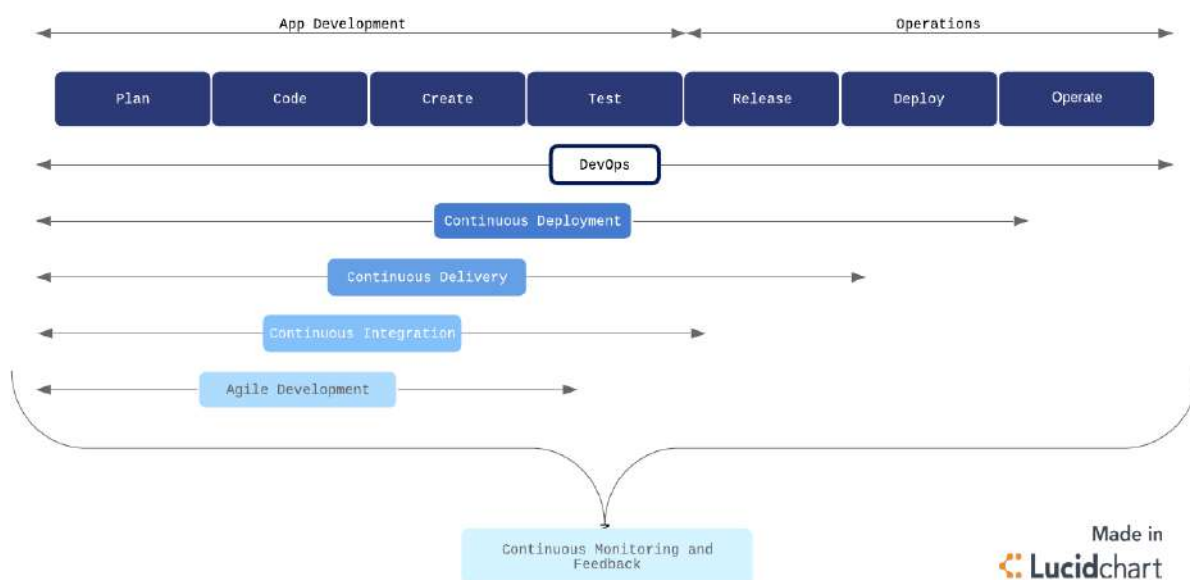 App Development
Operations
Plan
Code
Create
Test
Release
Deploy
Operate
DevOps
Continuous Deployment
Continuous Delivery
Continuous Integration
Agile Development
Continuous Monitoring and
Feedback
Made in
Lucidchart